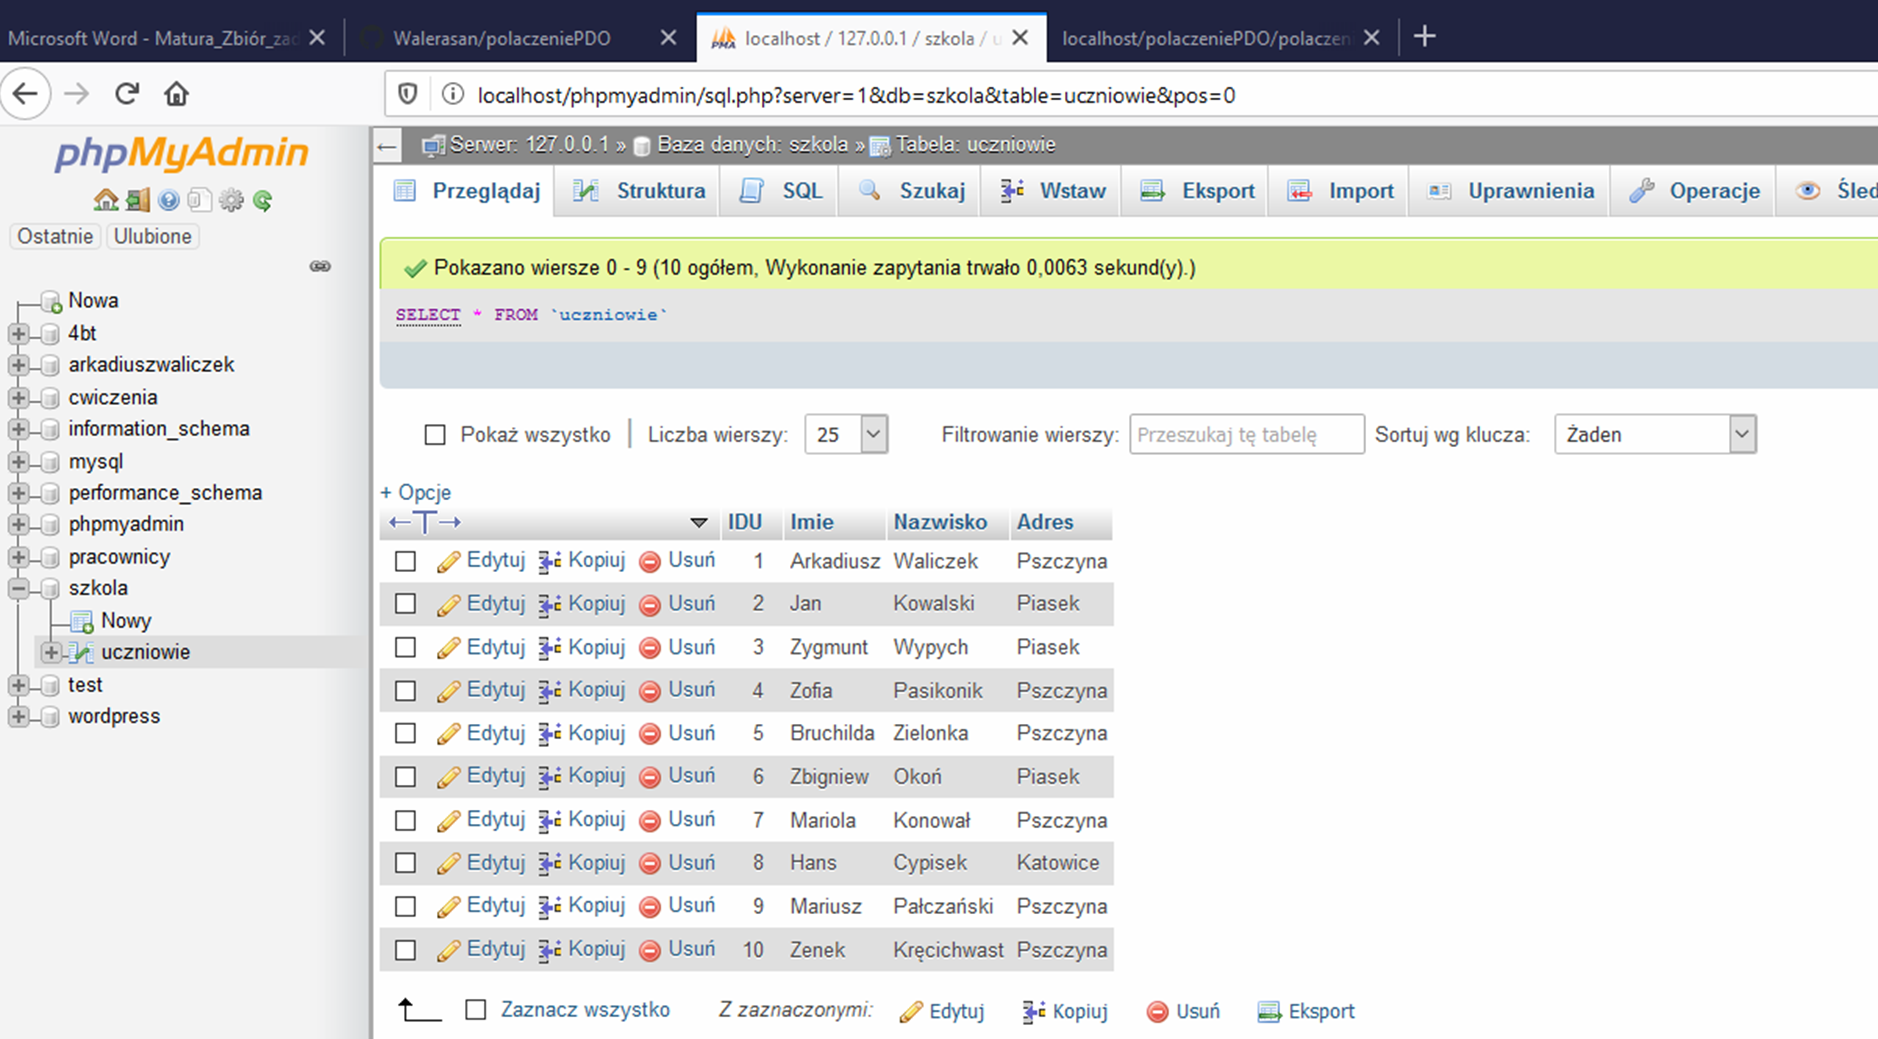 Microsoft Word - Matura_Zbiór_zad
Walerasan/polaczeniePDO
localhost / 127.0.0.1 / szkola / u
localhost/polaczeniePDO/polaczen
localhost/phpmyadmin/sql.php?server=1&db=szkola&table=uczniowie&pos=0
phpMyAdmin
Ostatnie Ulubione
Nowa
4bt
arkadiuszwaliczek
cwiczenia
information_schema
mysql
performance_schema
phpmyadmin
pracownicy
szkola
Nowy
uczniowie
test
wordpress
Serwer: 127.0.0.1 » Baza danych: szkola » Tabela: uczniowie
Przeglądaj Struktura SQL Szukaj Wstaw Eksport Import Uprawnienia Operacje Śled
Pokazano wiersze 0 - 9 (10 ogółem, Wykonanie zapytania trwało 0,0063 sekund(y).)
SELECT * FROM `uczniowie`
Pokaż wszystko | Liczba wierszy: 25 Filtrowanie wierszy: Przeszukaj tę tabelę Sortuj wg klucza: Żaden
+ Opcje
←T→ IDU Imie Nazwisko Adres
Edytuj Kopiuj Usuń 1 Arkadiusz Waliczek Pszczyna
Edytuj Kopiuj Usuń 2 Jan Kowalski Piasek
Edytuj Kopiuj Usuń 3 Zygmunt Wypych Piasek
Edytuj Kopiuj Usuń 4 Zofia Pasikonik Pszczyna
Edytuj Kopiuj Usuń 5 Bruchilda Zielonka Pszczyna
Edytuj Kopiuj Usuń 6 Zbigniew Okoń Piasek
Edytuj Kopiuj Usuń 7 Mariola Konował Pszczyna
Edytuj Kopiuj Usuń 8 Hans Cypisek Katowice
Edytuj Kopiuj Usuń 9 Mariusz Pałczański Pszczyna
Edytuj Kopiuj Usuń 10 Zenek Kręcichwast Pszczyna
Zaznacz wszystko Z zaznaczonymi: Edytuj Kopiuj Usuń Eksport